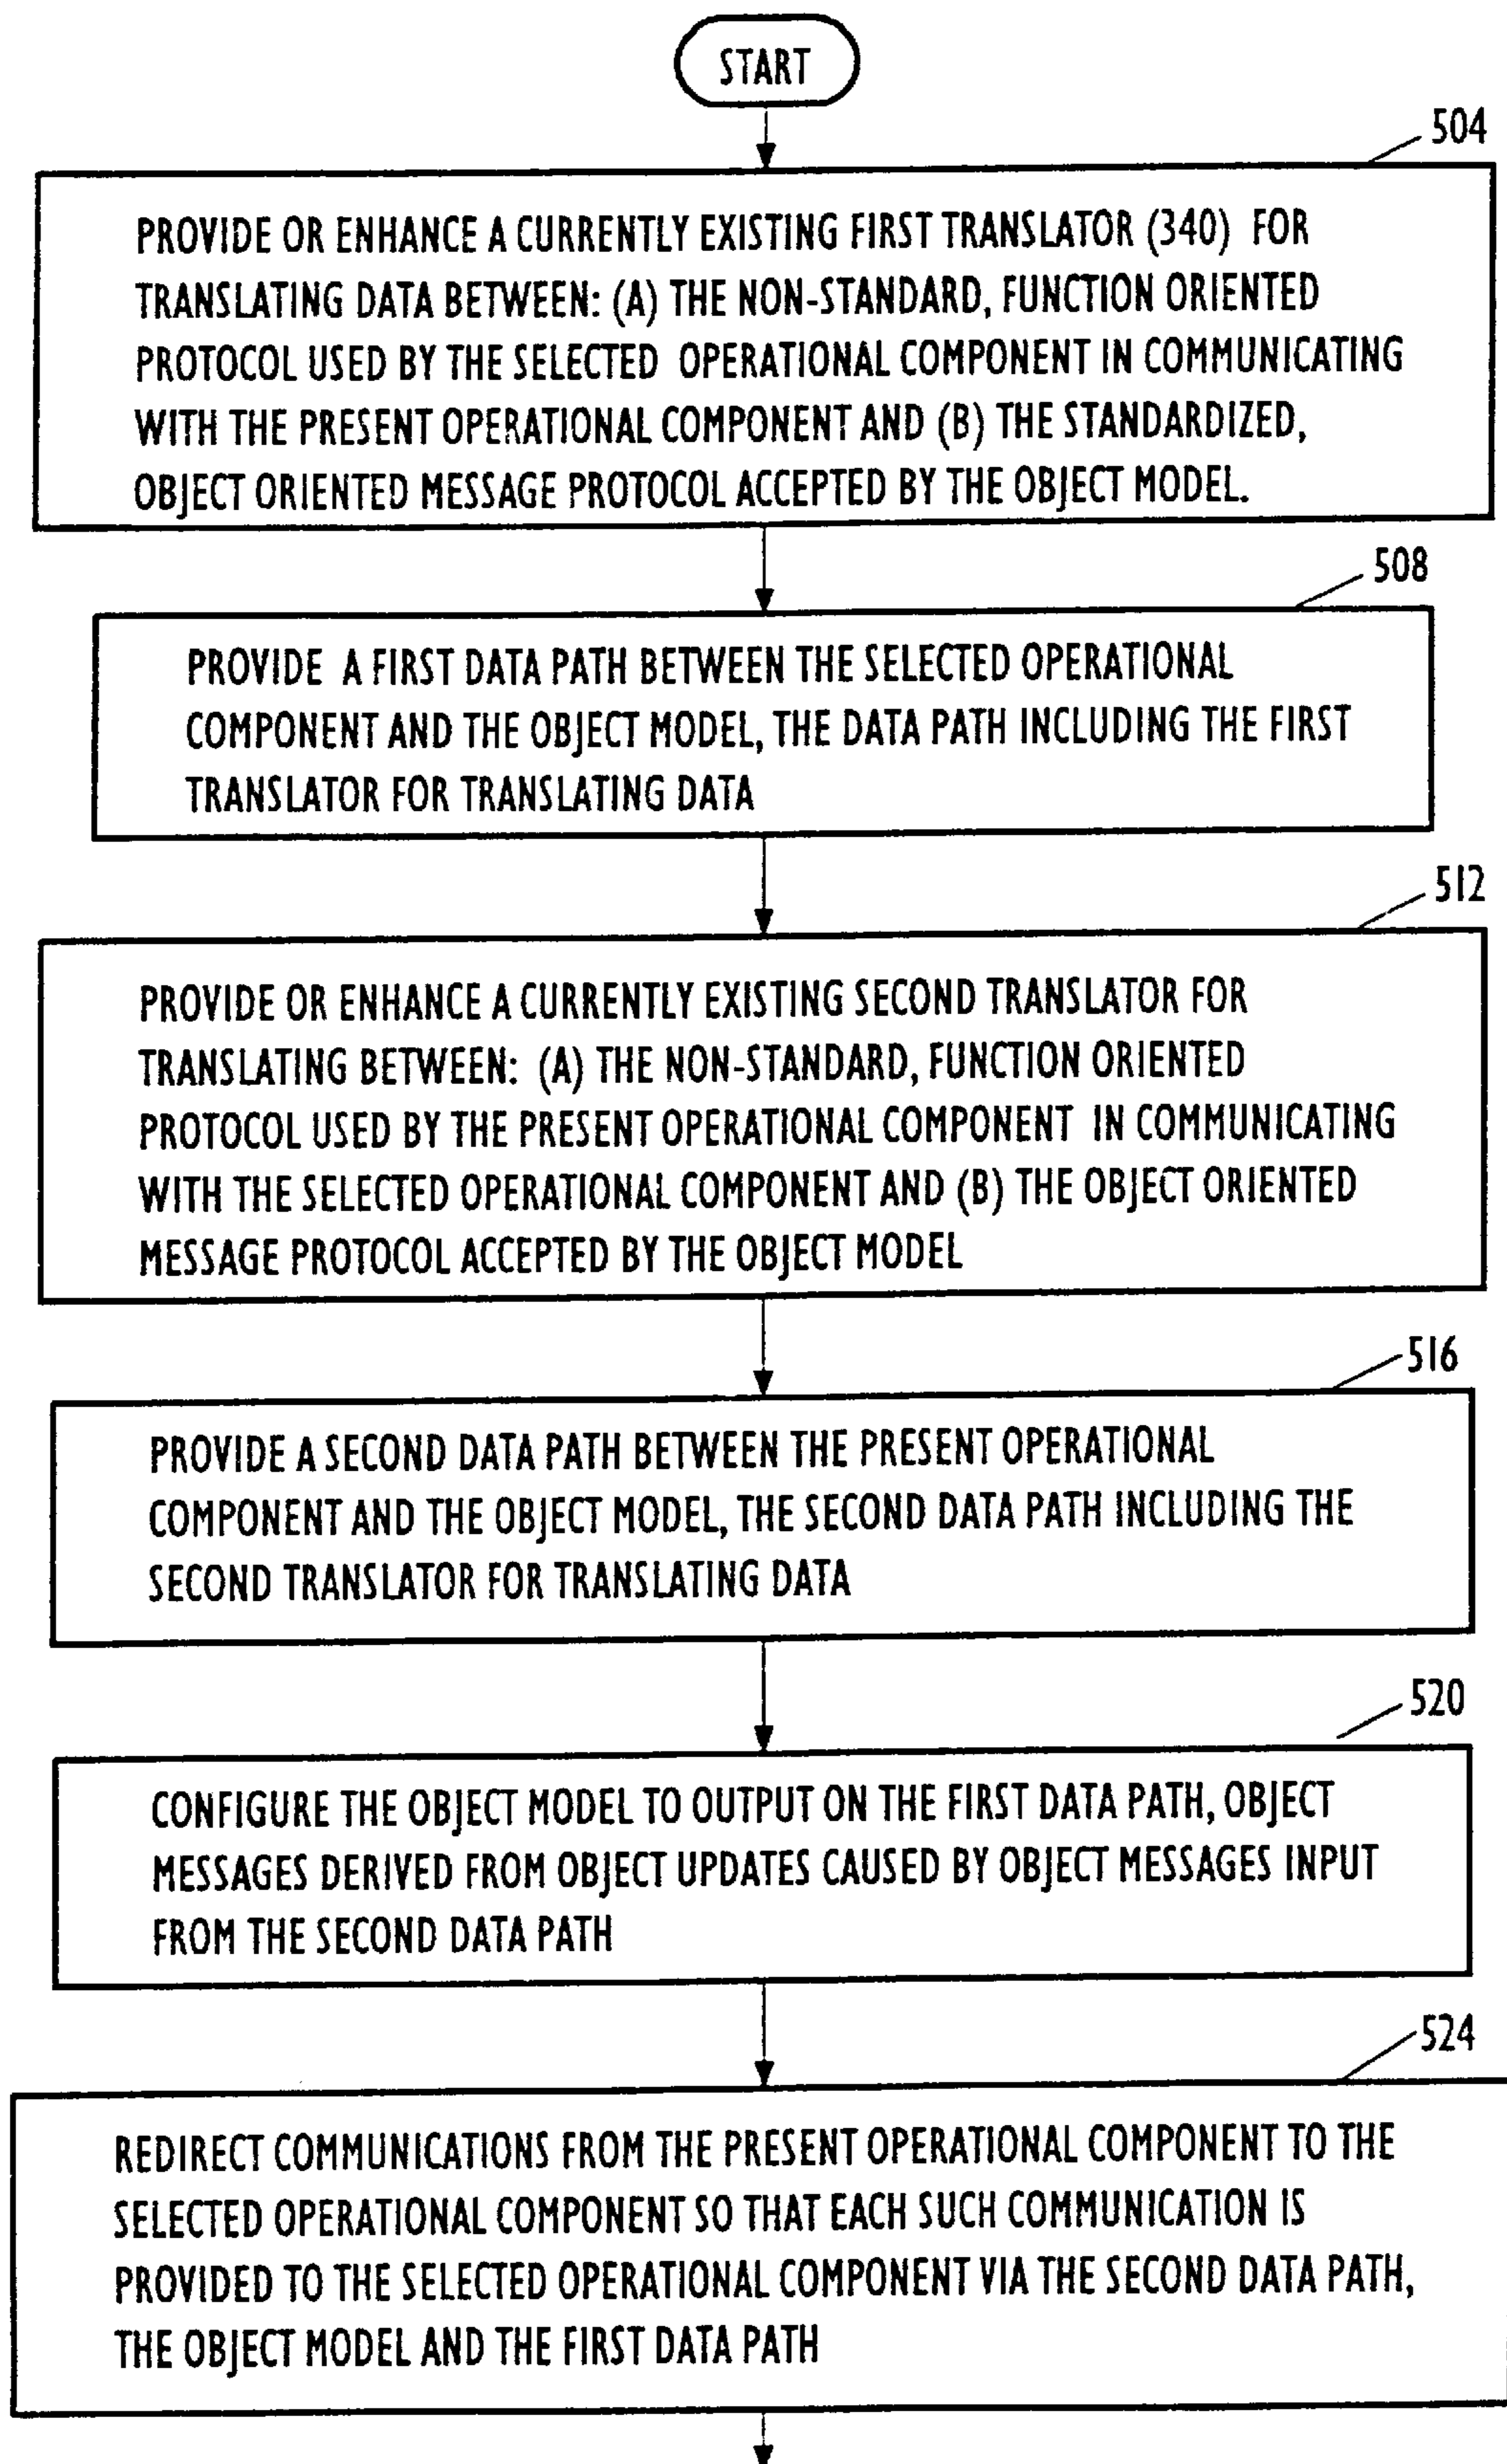 START
504
PROVIDE OR ENHANCE A CURRENTLY EXISTING FIRST TRANSLATOR (340) FOR
TRANSLATING DATA BETWEEN: (A) THE NON-STANDARD, FUNCTION ORIENTED
PROTOCOL USED BY THE SELECTED OPERATIONAL COMPONENT IN COMMUNICATING
WITH THE PRESENT OPERATIONAL COMPONENT AND (B) THE STANDARDIZED,
OBJECT ORIENTED MESSAGE PROTOCOL ACCEPTED BY THE OBJECT MODEL.
508
PROVIDE A FIRST DATA PATH BETWEEN THE SELECTED OPERATIONAL
COMPONENT AND THE OBJECT MODEL, THE DATA PATH INCLUDING THE FIRST
TRANSLATOR FOR TRANSLATING DATA
512
PROVIDE OR ENHANCE A CURRENTLY EXISTING SECOND TRANSLATOR FOR
TRANSLATING BETWEEN: (A) THE NON-STANDARD, FUNCTION ORIENTED
PROTOCOL USED BY THE PRESENT OPERATIONAL COMPONENT IN COMMUNICATING
WITH THE SELECTED OPERATIONAL COMPONENT AND (B) THE OBJECT ORIENTED
MESSAGE PROTOCOL ACCEPTED BY THE OBJECT MODEL
516
PROVIDE A SECOND DATA PATH BETWEEN THE PRESENT OPERATIONAL
COMPONENT AND THE OBJECT MODEL, THE SECOND DATA PATH INCLUDING THE
SECOND TRANSLATOR FOR TRANSLATING DATA
520
CONFIGURE THE OBJECT MODEL TO OUTPUT ON THE FIRST DATA PATH, OBJECT
MESSAGES DERIVED FROM OBJECT UPDATES CAUSED BY OBJECT MESSAGES INPUT
FROM THE SECOND DATA PATH
524
REDIRECT COMMUNICATIONS FROM THE PRESENT OPERATIONAL COMPONENT TO THE
SELECTED OPERATIONAL COMPONENT SO THAT EACH SUCH COMMUNICATION IS
PROVIDED TO THE SELECTED OPERATIONAL COMPONENT VIA THE SECOND DATA PATH,
THE OBJECT MODEL AND THE FIRST DATA PATH